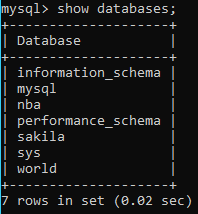 mysql> show databases;
+--------------------+
| Database           |
+--------------------+
| information_schema |
| mysql              |
| nba                |
| performance_schema |
| sakila             |
| sys                |
| world              |
+--------------------+
7 rows in set (0.02 sec)